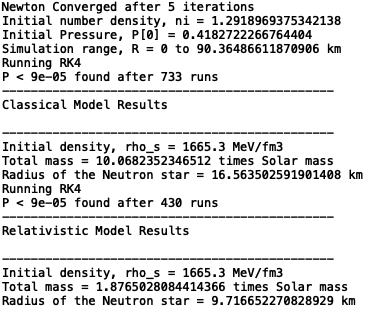 Newton Converged after 5 iterations
Initial number density, ni = 1.2918969375342138
Initial Pressure, P[0] = 0.4182722266764404
Simulation range, R = 0 to 90.36486611870906 km
Running RK4
P < 9e-05 found after 733 runs
-----------------------------------------------
Classical Model Results
-----------------------------------------------
Initial density, rho_s = 1665.3 MeV/fm3
Total mass = 10.0682352346512 times Solar mass
Radius of the Neutron star = 16.563502591901408 km
Running RK4
P < 9e-05 found after 430 runs
-----------------------------------------------
Relativistic Model Results
-----------------------------------------------
Initial density, rho_s = 1665.3 MeV/fm3
Total mass = 1.8765028084414366 times Solar mass
Radius of the Neutron star = 9.716652270828929 km